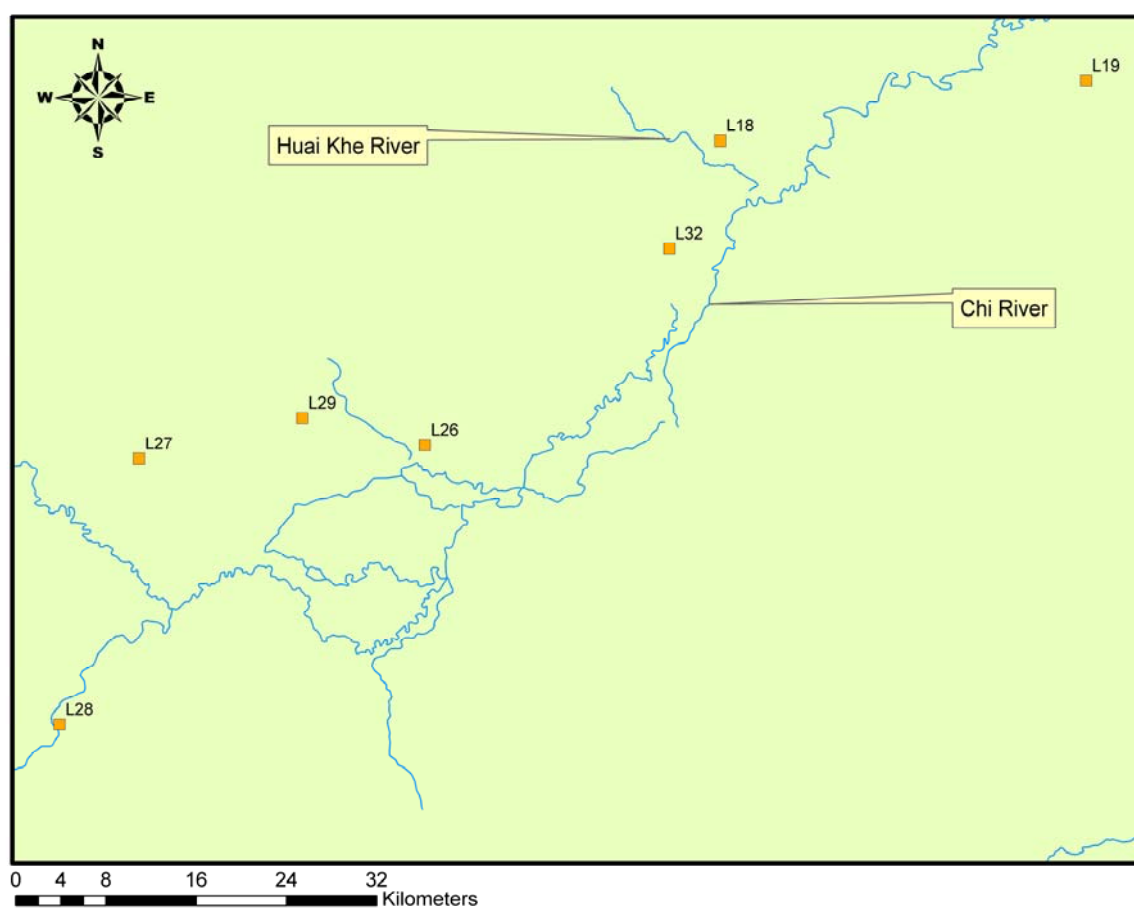 N
W E
S
L19
L18
Huai Khe River
L32
Chi River
L29
L26
L27
L28
0 4 8 16 24 32
Kilometers